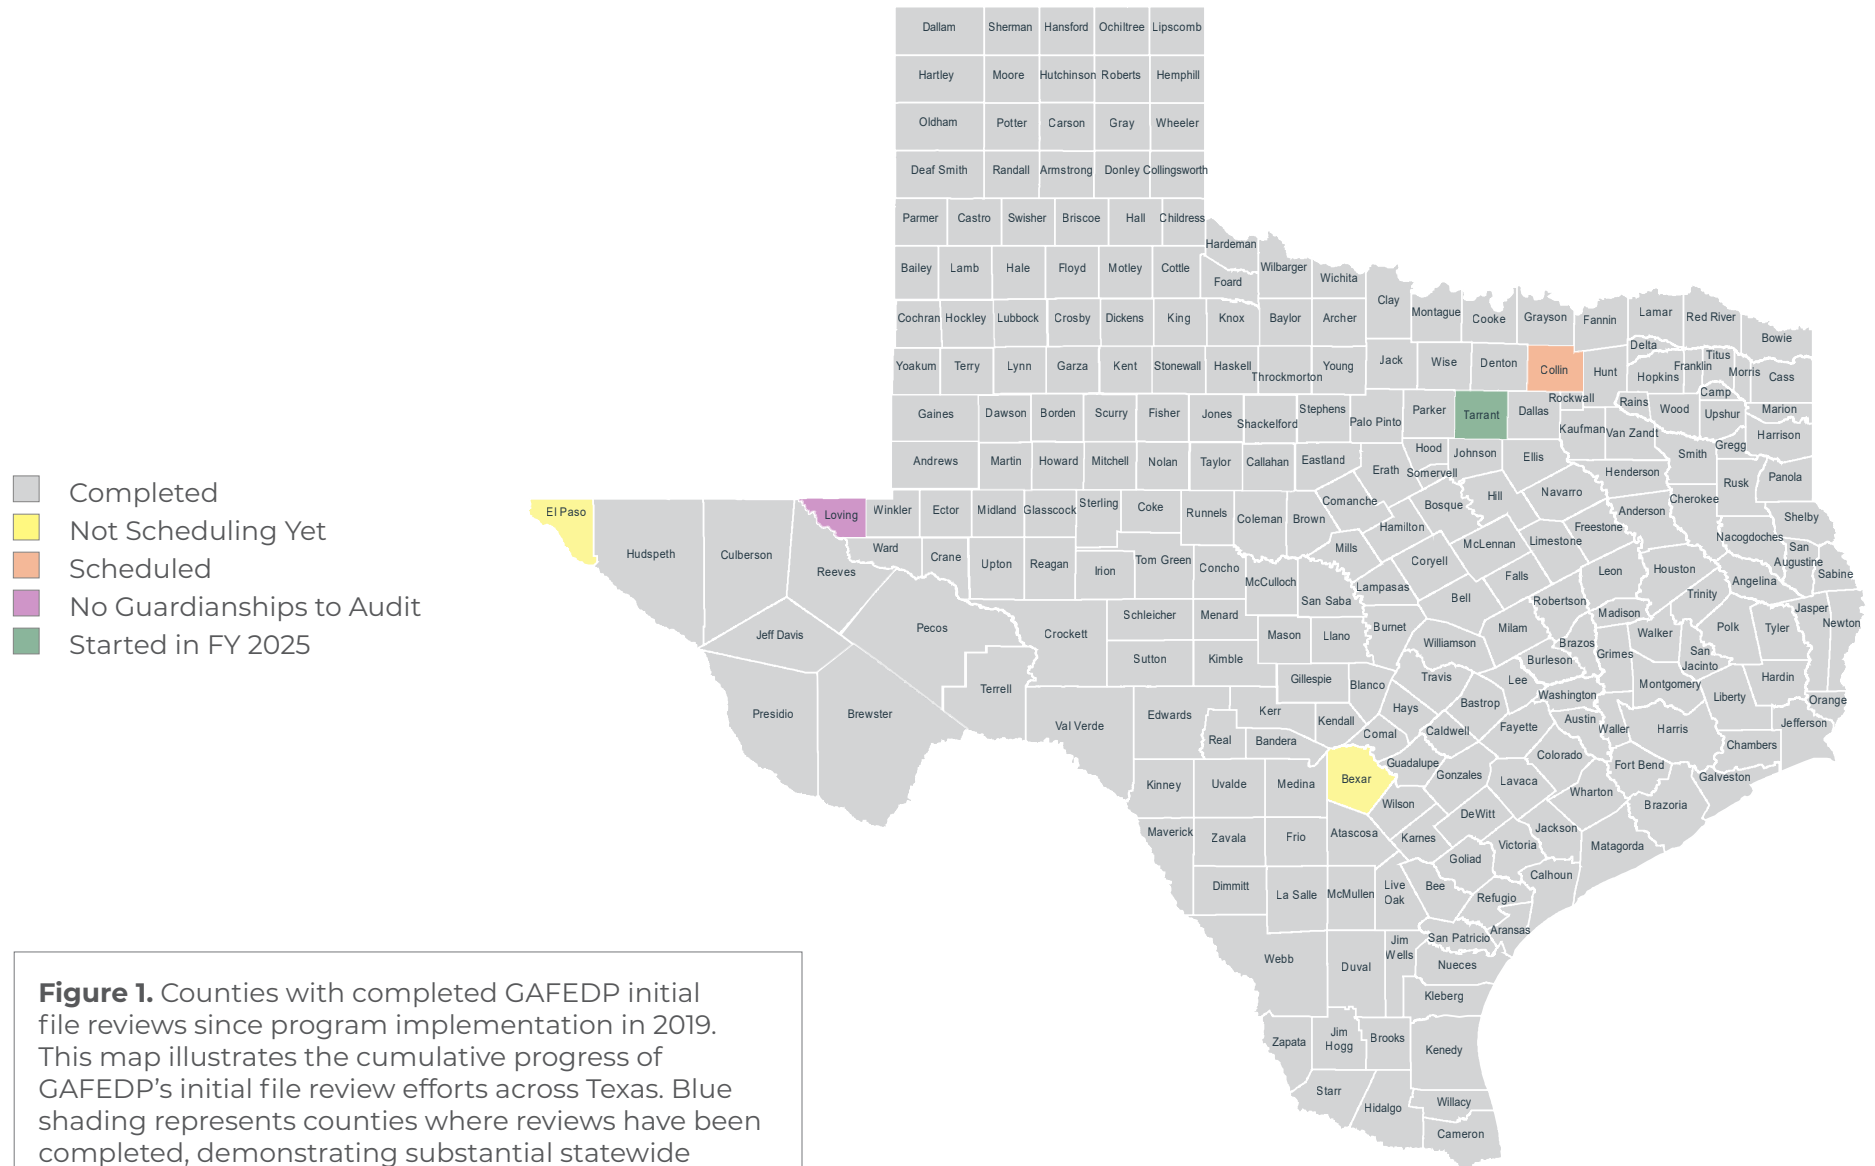 Dallam Sherman Hansford Ochiltree Lipscomb
Hartley Moore Hutchinson Roberts Hemphill
Oldham Potter Carson Gray Wheeler
Deaf Smith Randall Armstrong Donley Collingsworth
Parmer Castro Swisher Briscoe Hall Childress
Hardeman
Bailey Lamb Hale Floyd Motley Cottle Foard Wilbarger Wichita
Clay Montague Cooke Grayson Fannin Lamar Red River Bowie
Cochran Hockley Lubbock Crosby Dickens King Knox Baylor Archer
Delta Titus
Yoakum Terry Lynn Garza Kent Stonewall Haskell Throckmorton Young Jack Wise Denton Collin Hunt Hopkins Franklin Morris Cass
Camp
Gaines Dawson Borden Scurry Fisher Jones Shackelford Stephens Palo Pinto Parker Tarrant Dallas Rockwall Rains Wood Upshur Marion
Kaufman Van Zandt Gregg Harrison
Andrews Martin Howard Mitchell Nolan Taylor Callahan Eastland Erath Hood Somervell Johnson Ellis Henderson Smith Rusk Panola
El Paso Hudspeth Culberson Reeves Loving Winkler Ector Midland Glasscock Sterling Coke Runnels Coleman Brown Comanche Bosque Hill Navarro Anderson Cherokee Shelby
Hamilton Freestone Nacogdoches
Ward Crane Upton Reagan Irion Tom Green Concho McCulloch Mills Coryell McLennan Limestone Leon Houston Angelina San
Augustine Sabine
San Saba Lampasas Bell Falls Robertson Madison Trinity Jasper Newton
Jeff Davis Pecos Crockett Schleicher Menard Mason Llano Burnet Williamson Milam Brazos Grimes Walker San
Jacinto Polk Tyler
Sutton Kimble Burleson
Presidio Brewster Terrell Val Verde Edwards Gillespie Blanco Travis Lee Washington Montgomery Liberty Hardin Orange
Real Kerr Bandera Kendall Hays Comal Bastrop Caldwell Fayette Austin Waller Harris Jefferson
Chambers
Kinney Uvalde Medina Bexar Guadalupe Gonzales Lavaca Colorado Fort Bend Galveston
Wilson Wharton Brazoria
Maverick Zavala Frio Atascosa Karnes DeWitt Jackson Matagorda
Goliad Victoria
Dimmitt La Salle McMullen Live
Oak Bee Refugio Calhoun
Aransas
Webb Duval Jim
Wells San Patricio
Nueces
Kleberg
Zapata Jim
Hogg Brooks Kenedy
Starr Hidalgo Willacy
Cameron
Completed
Not Scheduling Yet
Scheduled
No Guardianships to Audit
Started in FY 2025
Figure 1. Counties with completed GAFEDP initial
file reviews since program implementation in 2019.
This map illustrates the cumulative progress of
GAFEDP’s initial file review efforts across Texas. Blue
shading represents counties where reviews have been
completed, demonstrating substantial statewide